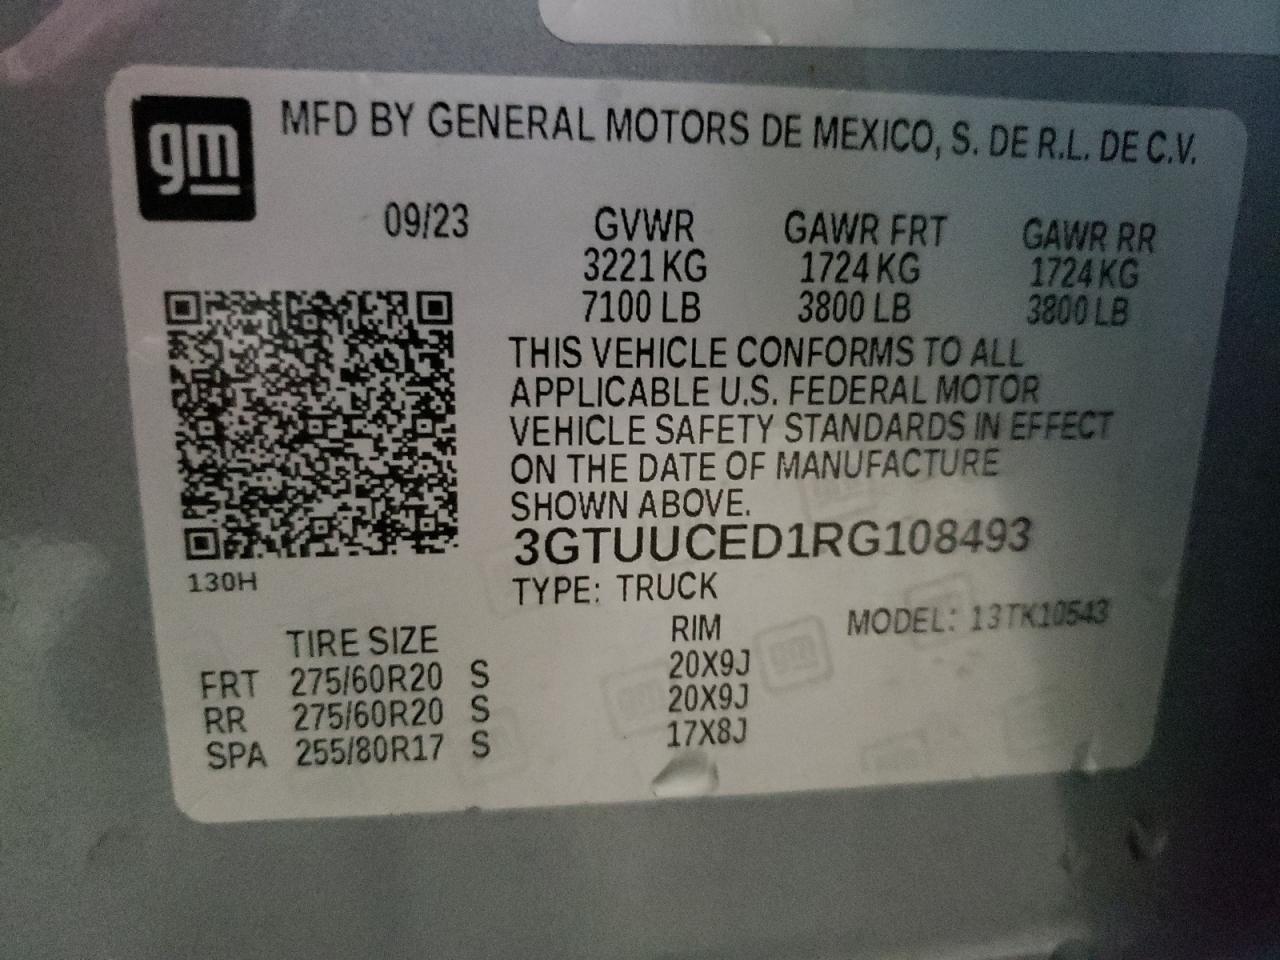 gm
MFD BY GENERAL MOTORS DE MEXICO, S. DE R.L. DE C.V.
09/23 GVWR GAWR FRT GAWR RR
3221 KG 1724 KG 1724 KG
7100 LB 3800 LB 3800 LB
THIS VEHICLE CONFORMS TO ALL
APPLICABLE U.S. FEDERAL MOTOR
VEHICLE SAFETY STANDARDS IN EFFECT
ON THE DATE OF MANUFACTURE
SHOWN ABOVE.
3GTUUCED1RG108493
130H
TYPE: TRUCK
MODEL: 13TK10543
TIRE SIZE RIM
FRT 275/60R20 S 20X9J
RR 275/60R20 S 20X9J
SPA 255/80R17 S 17X8J